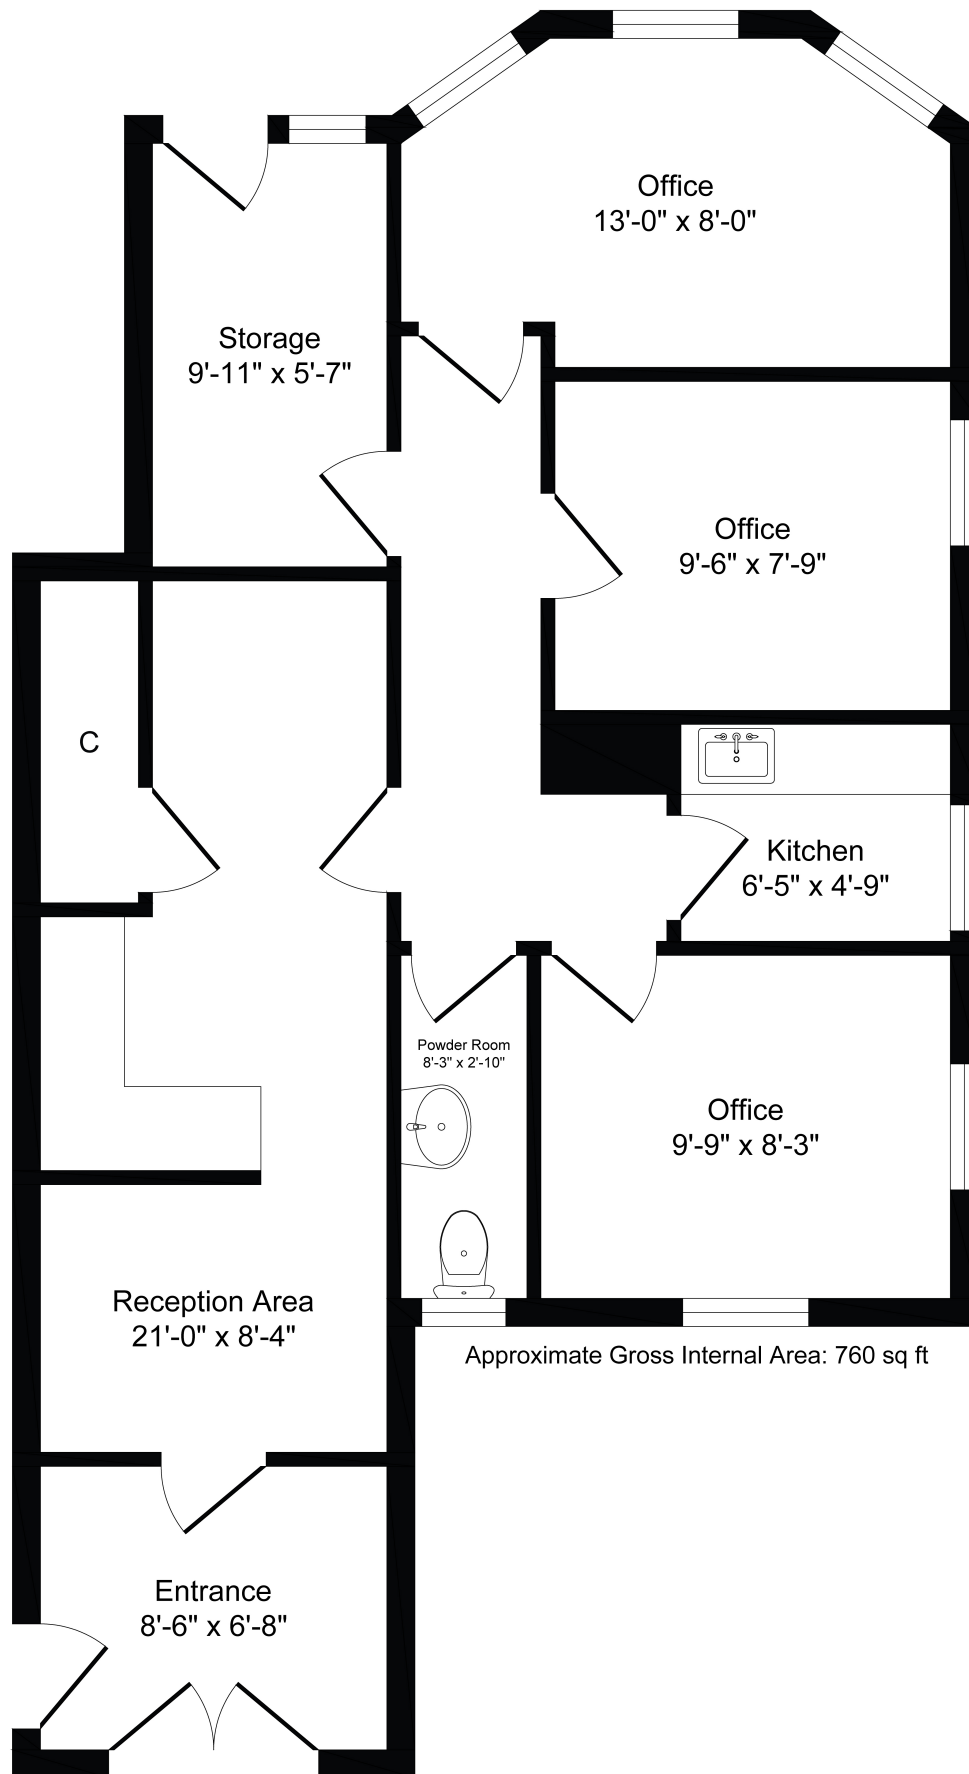 Office
13'-0" x 8'-0"
Storage
9'-11" x 5'-7"
Office
9'-6" x 7'-9"
C
Kitchen
6'-5" x 4'-9"
Powder Room
8'-3" x 2'-10"
Office
9'-9" x 8'-3"
Reception Area
21'-0" x 8'-4"
Approximate Gross Internal Area: 760 sq ft
Entrance
8'-6" x 6'-8"